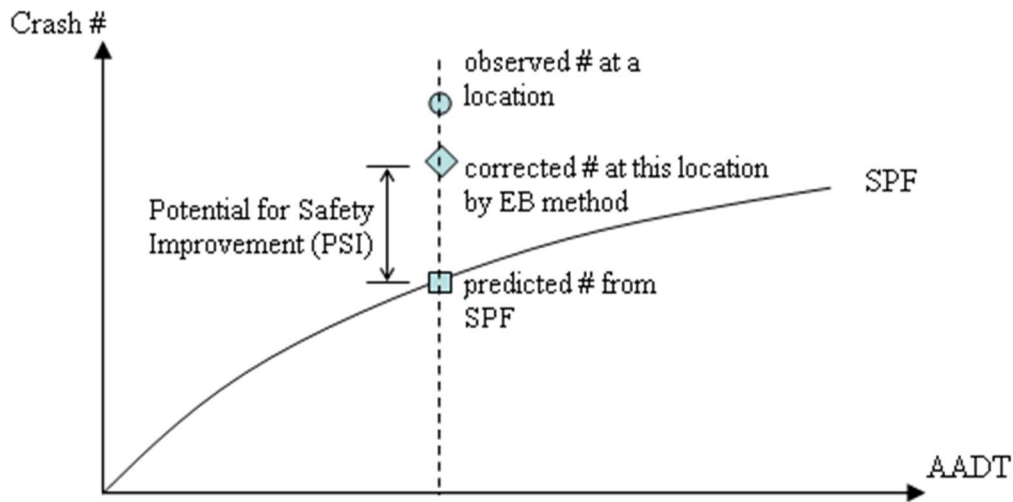 Crash #
observed # at a
location
corrected # at this location
by EB method
SPF
Potential for Safety
Improvement (PSI)
predicted # from
SPF
AADT